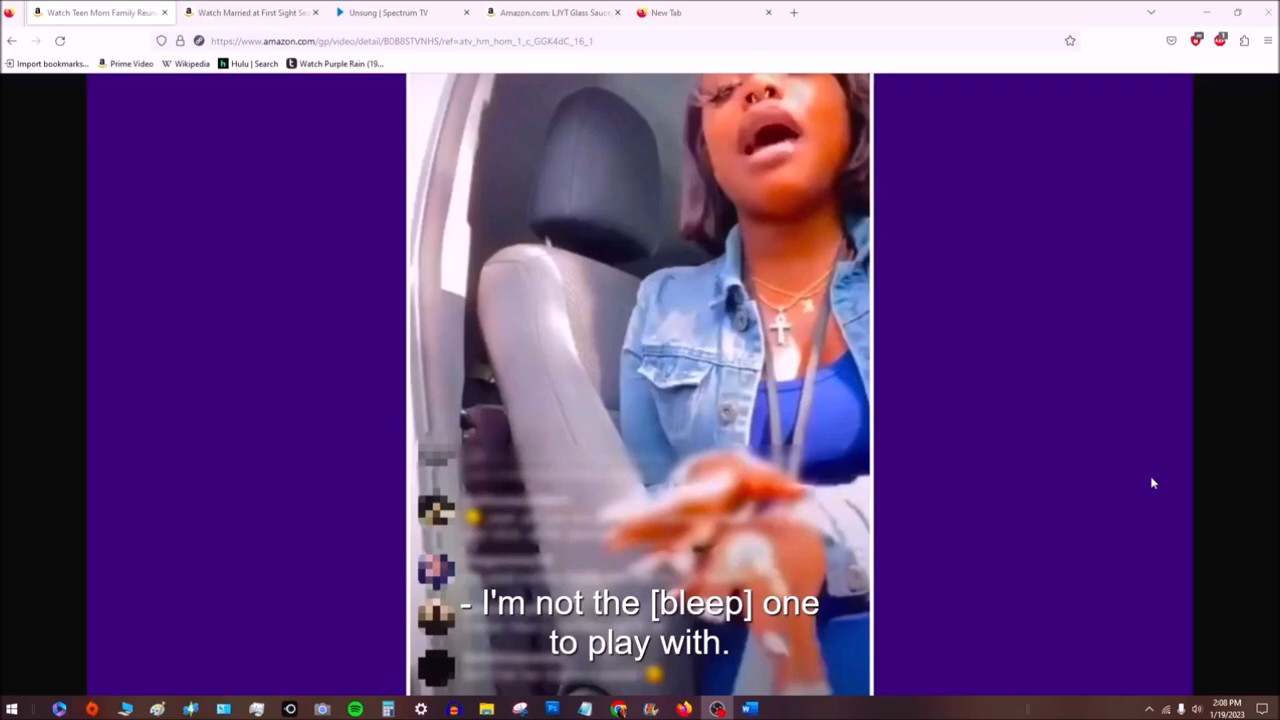 Watch Teen Mom Family Reun
Watch Married at First Sight Se
Unsung | Spectrum TV
Amazon.com: LJYT Glass Sauce
New Tab
https://www.amazon.com/gp/video/detail/B0B8STVNHS/ref=atv_hm_hom_1_c_GGK4dC_16_1
Import bookmarks...
Prime Video
Wikipedia
Hulu | Search
Watch Purple Rain (19...
- I'm not the [bleep] one
to play with.
2:08 PM
1/19/2023